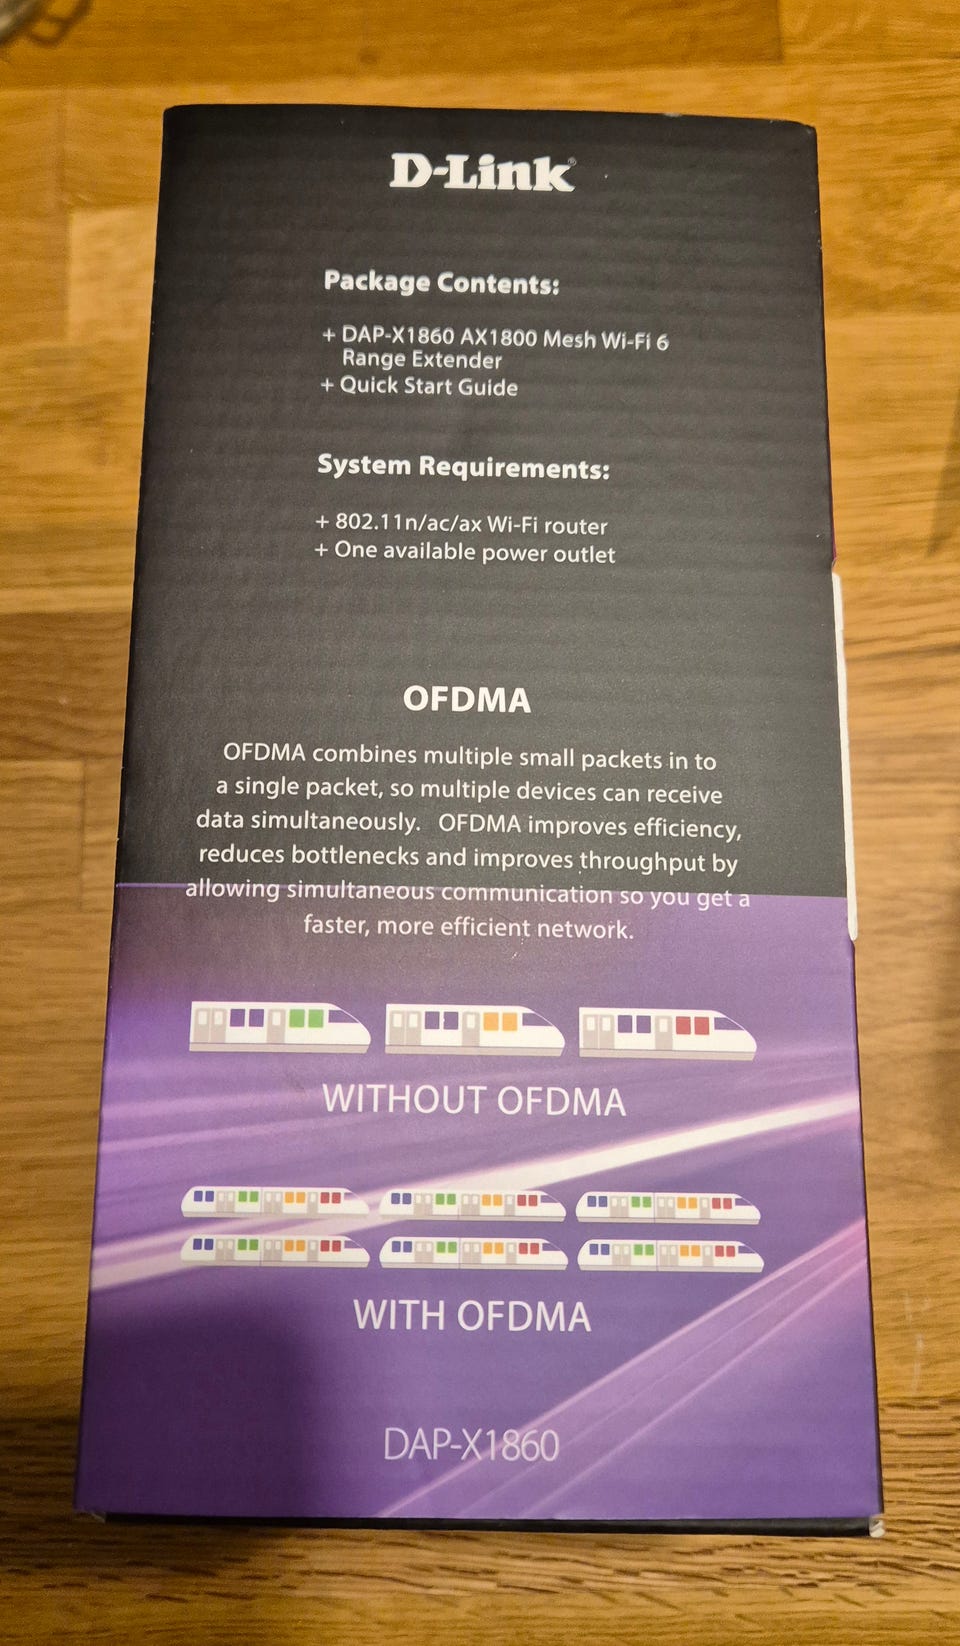 D-Link®
Package Contents:
+ DAP-X1860 AX1800 Mesh Wi-Fi 6
Range Extender
+ Quick Start Guide
System Requirements:
+ 802.11n/ac/ax Wi-Fi router
+ One available power outlet
OFDMA
OFDMA combines multiple small packets in to
a single packet, so multiple devices can receive
data simultaneously. OFDMA improves efficiency,
reduces bottlenecks and improves throughput by
allowing simultaneous communication so you get a
faster, more efficient network.
WITHOUT OFDMA
WITH OFDMA
DAP-X1860